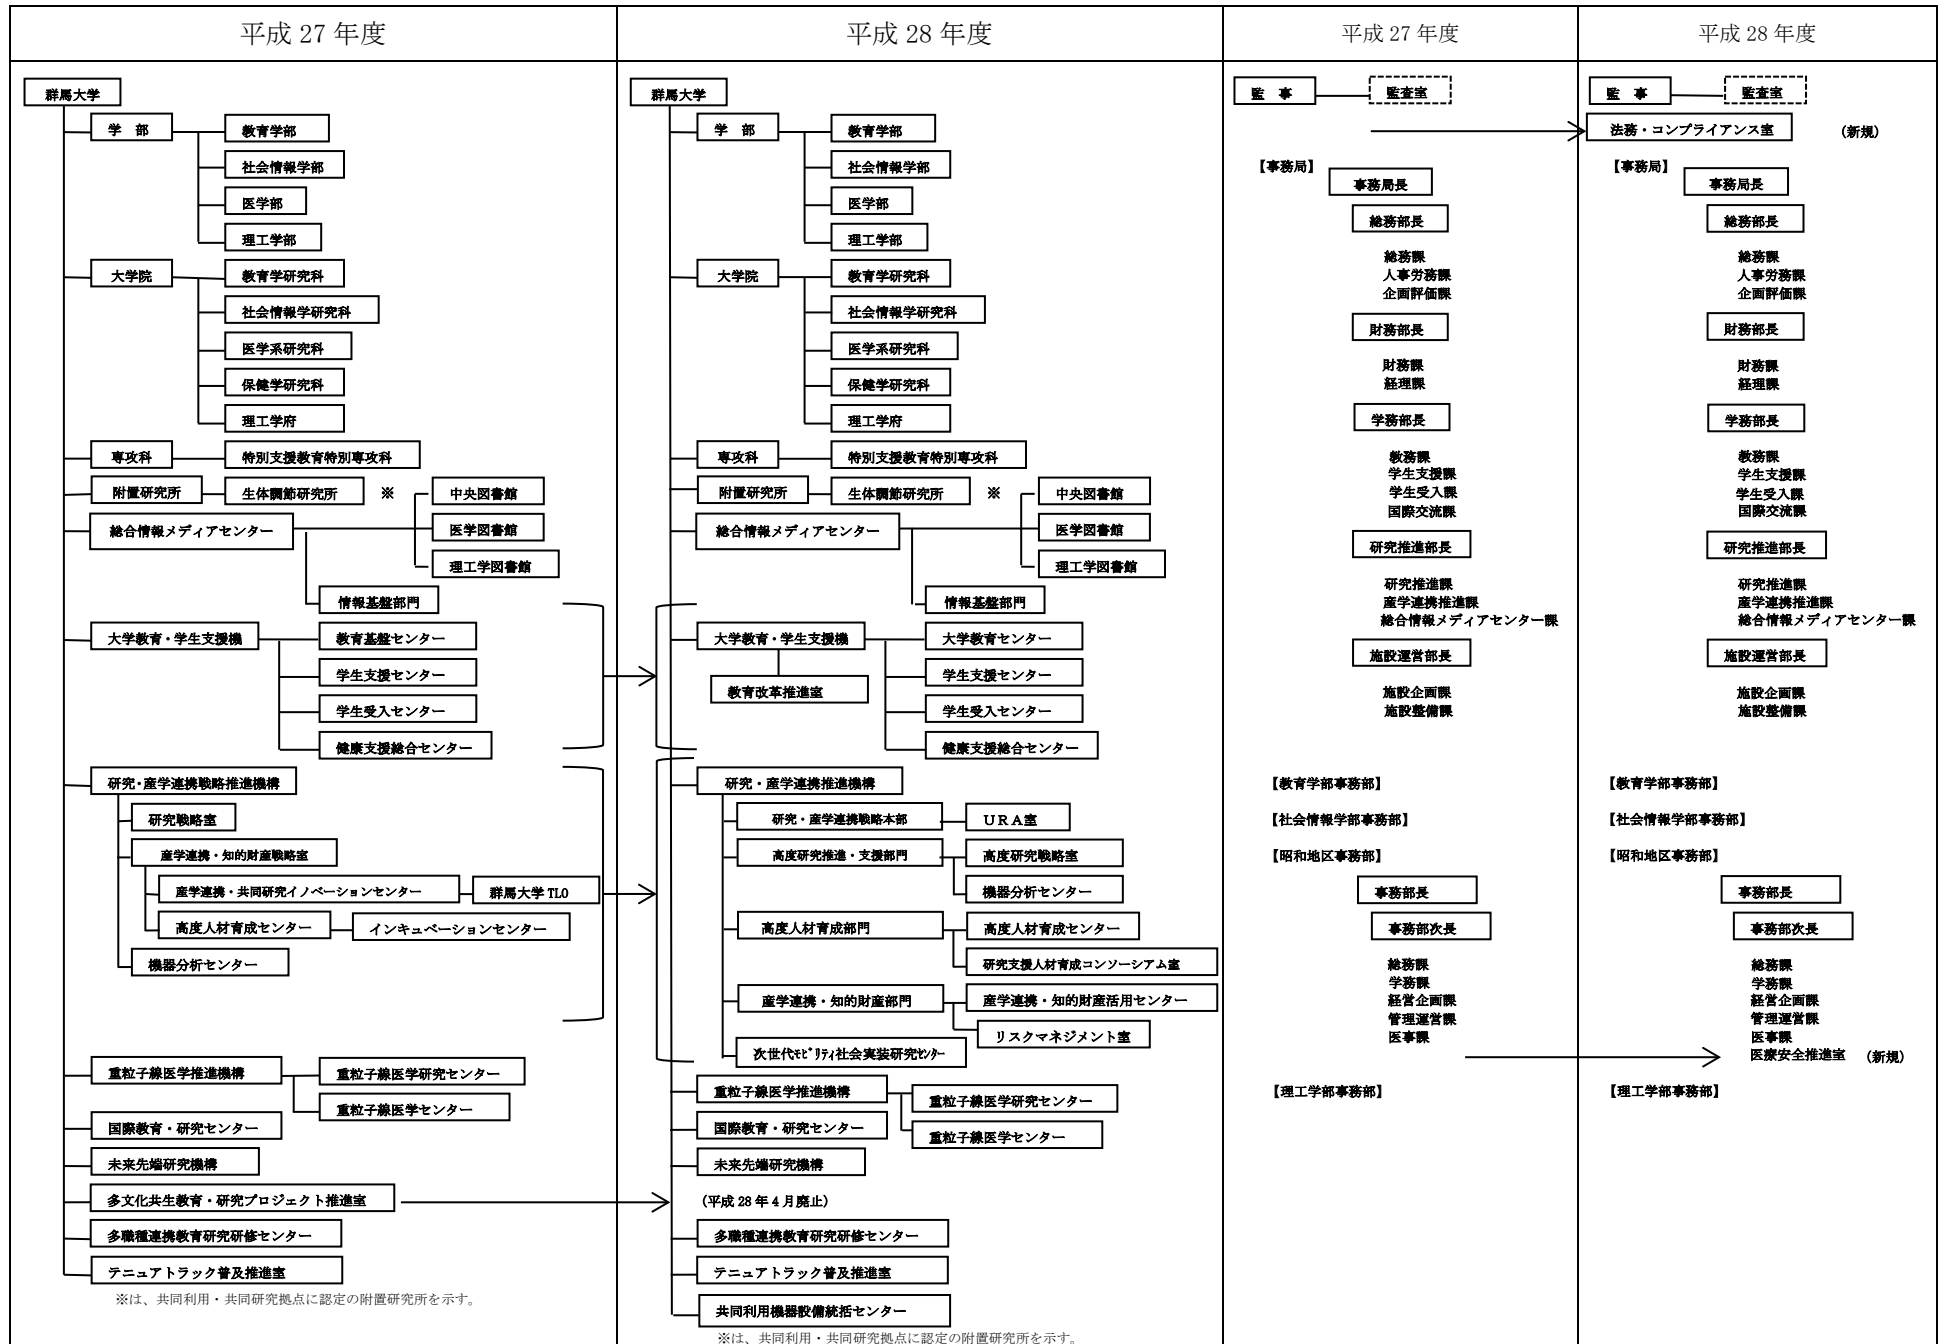 平成 27 年度
平成 28 年度
平成 27 年度
平成 28 年度
群馬大学
学　部
教育学部
社会情報学部
医学部
理工学部
大学院
教育学研究科
社会情報学研究科
医学系研究科
保健学研究科
理工学府
専攻科
特別支援教育特別専攻科
附置研究所
生体調節研究所
※
中央図書館
総合情報メディアセンター
医学図書館
理工学図書館
情報基盤部門
大学教育・学生支援機
教育基盤センター
学生支援センター
学生受入センター
健康支援総合センター
研究・産学連携戦略推進機構
研究戦略室
産学連携・知的財産戦略室
産学連携・共同研究イノベーションセンター
群馬大学 TLO
高度人材育成センター
インキュベーションセンター
機器分析センター
重粒子線医学推進機構
重粒子線医学研究センター
重粒子線医学センター
国際教育・研究センター
未来先端研究機構
多文化共生教育・研究プロジェクト推進室
多職種連携教育研究研修センター
テニュアトラック普及推進室
※は、共同利用・共同研究拠点に認定の附置研究所を示す。
群馬大学
学　部
教育学部
社会情報学部
医学部
理工学部
大学院
教育学研究科
社会情報学研究科
医学系研究科
保健学研究科
理工学府
専攻科
特別支援教育特別専攻科
附置研究所
生体調節研究所
※
中央図書館
総合情報メディアセンター
医学図書館
理工学図書館
情報基盤部門
大学教育・学生支援機
大学教育センター
学生支援センター
教育改革推進室
学生受入センター
健康支援総合センター
研究・産学連携推進機構
研究・産学連携戦略本部
ＵＲＡ室
高度研究推進・支援部門
高度研究戦略室
機器分析センター
高度人材育成部門
高度人材育成センター
研究支援人材育成コンソーシアム室
産学連携・知的財産部門
産学連携・知的財産活用センター
リスクマネジメント室
次世代ﾓﾋﾞﾘﾃｨ社会実装研究ｾﾝﾀｰ
重粒子線医学推進機構
重粒子線医学研究センター
国際教育・研究センター
重粒子線医学センター
未来先端研究機構
（平成 28 年 4 月廃止）
多職種連携教育研究研修センター
テニュアトラック普及推進室
共同利用機器設備統括センター
※は、共同利用・共同研究拠点に認定の附置研究所を示す。
監　事
監査室
【事務局】
事務局長
総務部長
総務課
人事労務課
企画評価課
財務部長
財務課
経理課
学務部長
教務課
学生支援課
学生受入課
国際交流課
研究推進部長
研究推進課
産学連携推進課
総合情報メディアセンター課
施設運営部長
施設企画課
施設整備課
【教育学部事務部】
【社会情報学部事務部】
【昭和地区事務部】
事務部長
事務部次長
総務課
学務課
経営企画課
管理運営課
医事課
【理工学部事務部】
監　事
監査室
法務・コンプライアンス室
（新規）
【事務局】
事務局長
総務部長
総務課
人事労務課
企画評価課
財務部長
財務課
経理課
学務部長
教務課
学生支援課
学生受入課
国際交流課
研究推進部長
研究推進課
産学連携推進課
総合情報メディアセンター課
施設運営部長
施設企画課
施設整備課
【教育学部事務部】
【社会情報学部事務部】
【昭和地区事務部】
事務部長
事務部次長
総務課
学務課
経営企画課
管理運営課
医事課
医療安全推進室
（新規）
【理工学部事務部】